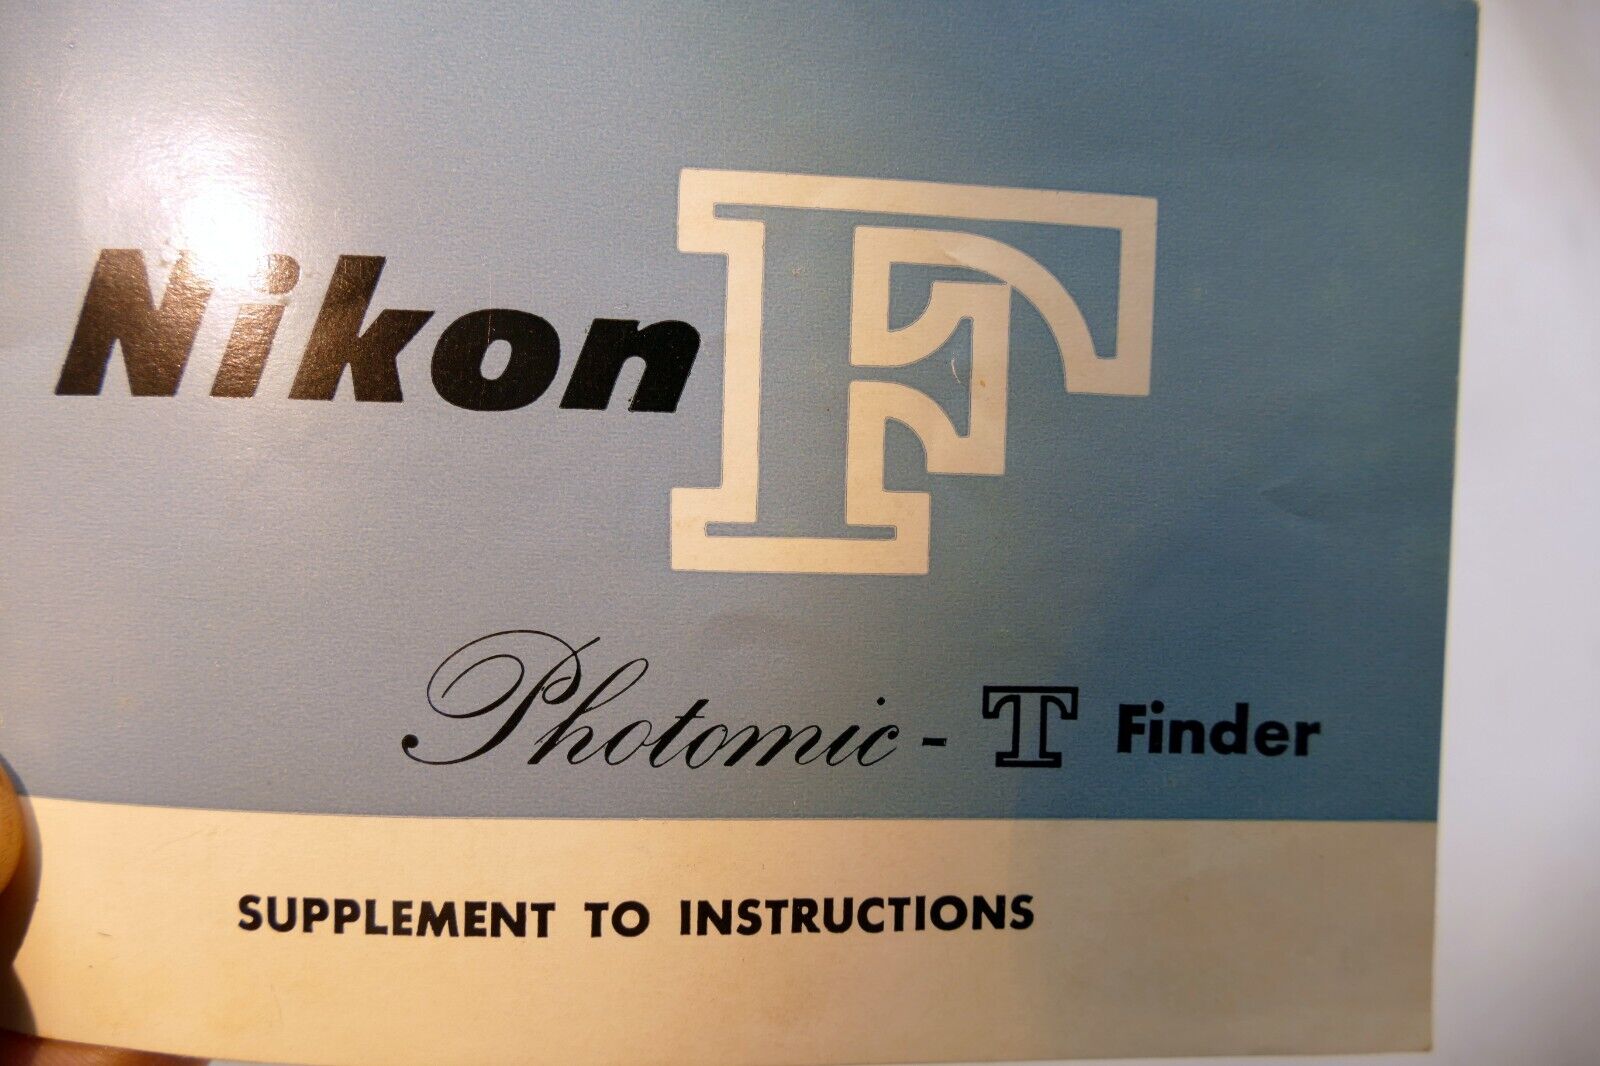 Nikon F
Photomic - T Finder
SUPPLEMENT TO INSTRUCTIONS